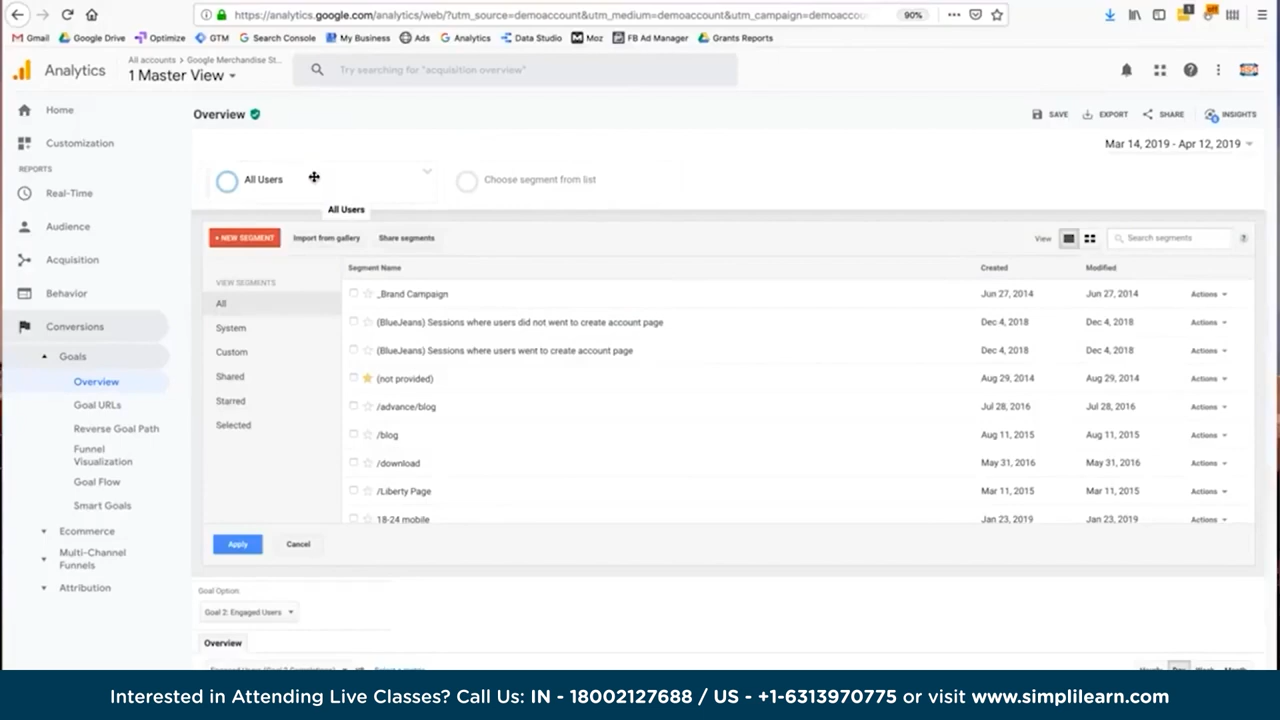 https://analytics.google.com/analytics/web/?utm_source=demoaccount&utm_medium=demoaccount&utm_campaign=demoaccou
90%
Gmail Google Drive Optimize GTM Search Console My Business Ads Analytics Data Studio Moz FB Ad Manager Grants Reports
Analytics
All accounts > Google Merchandise St...
1 Master View
Try searching for "acquisition overview"
Home
Customization
REPORTS
Real-Time
Audience
Acquisition
Behavior
Conversions
Goals
Overview
Goal URLs
Reverse Goal Path
Funnel
Visualization
Goal Flow
Smart Goals
Ecommerce
Multi-Channel
Funnels
Attribution
Overview
SAVE EXPORT SHARE INSIGHTS
Mar 14, 2019 - Apr 12, 2019
All Users
Choose segment from list
All Users
+ NEW SEGMENT Import from gallery Share segments
View
Search segments
VIEW SEGMENTS
All
System
Custom
Shared
Starred
Selected
Segment Name Created Modified
_Brand Campaign Jun 27, 2014 Jun 27, 2014 Actions
(BlueJeans) Sessions where users did not went to create account page Dec 4, 2018 Dec 4, 2018 Actions
(BlueJeans) Sessions where users went to create account page Dec 4, 2018 Dec 4, 2018 Actions
(not provided) Aug 29, 2014 Aug 29, 2014 Actions
/advance/blog Jul 28, 2016 Jul 28, 2016 Actions
/blog Aug 11, 2015 Aug 11, 2015 Actions
/download May 31, 2016 May 31, 2016 Actions
/Liberty Page Mar 11, 2015 Mar 11, 2015 Actions
18-24 mobile Jan 23, 2019 Jan 23, 2019 Actions
Apply Cancel
Goal Option:
Goal 2: Engaged Users
Overview
Interested in Attending Live Classes? Call Us: IN - 18002127688 / US - +1-6313970775 or visit www.simplilearn.com